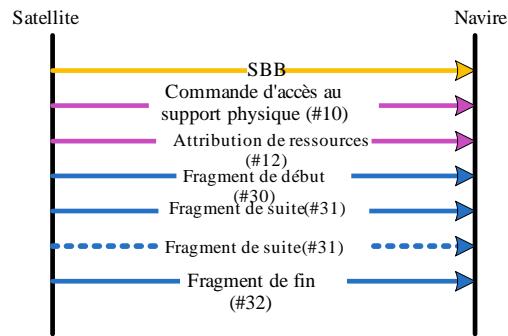 Satellite
Navire
SBB
Commande d'accès au
support physique (#10)
Attribution de ressources
(#12)
Fragment de début
(#30)
Fragment de suite(#31)
Fragment de suite(#31)
Fragment de fin
(#32)